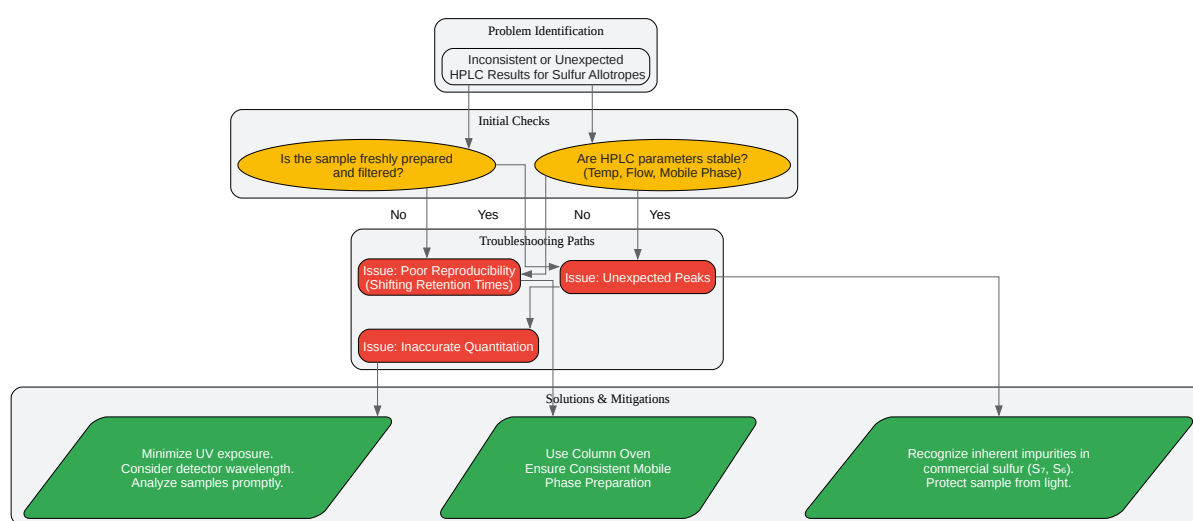 Problem Identification
Inconsistent or Unexpected
HPLC Results for Sulfur Allotropes
Initial Checks
Is the sample freshly prepared
and filtered?
Are HPLC parameters stable?
(Temp, Flow, Mobile Phase)
No
Yes
No
Yes
Troubleshooting Paths
Issue: Poor Reproducibility
(Shifting Retention Times)
Issue: Unexpected Peaks
Issue: Inaccurate Quantitation
Solutions & Mitigations
Minimize UV exposure.
Consider detector wavelength.
Analyze samples promptly.
Use Column Oven
Ensure Consistent Mobile
Phase Preparation
Recognize inherent impurities in
commercial sulfur (S₇, S₆).
Protect sample from light.